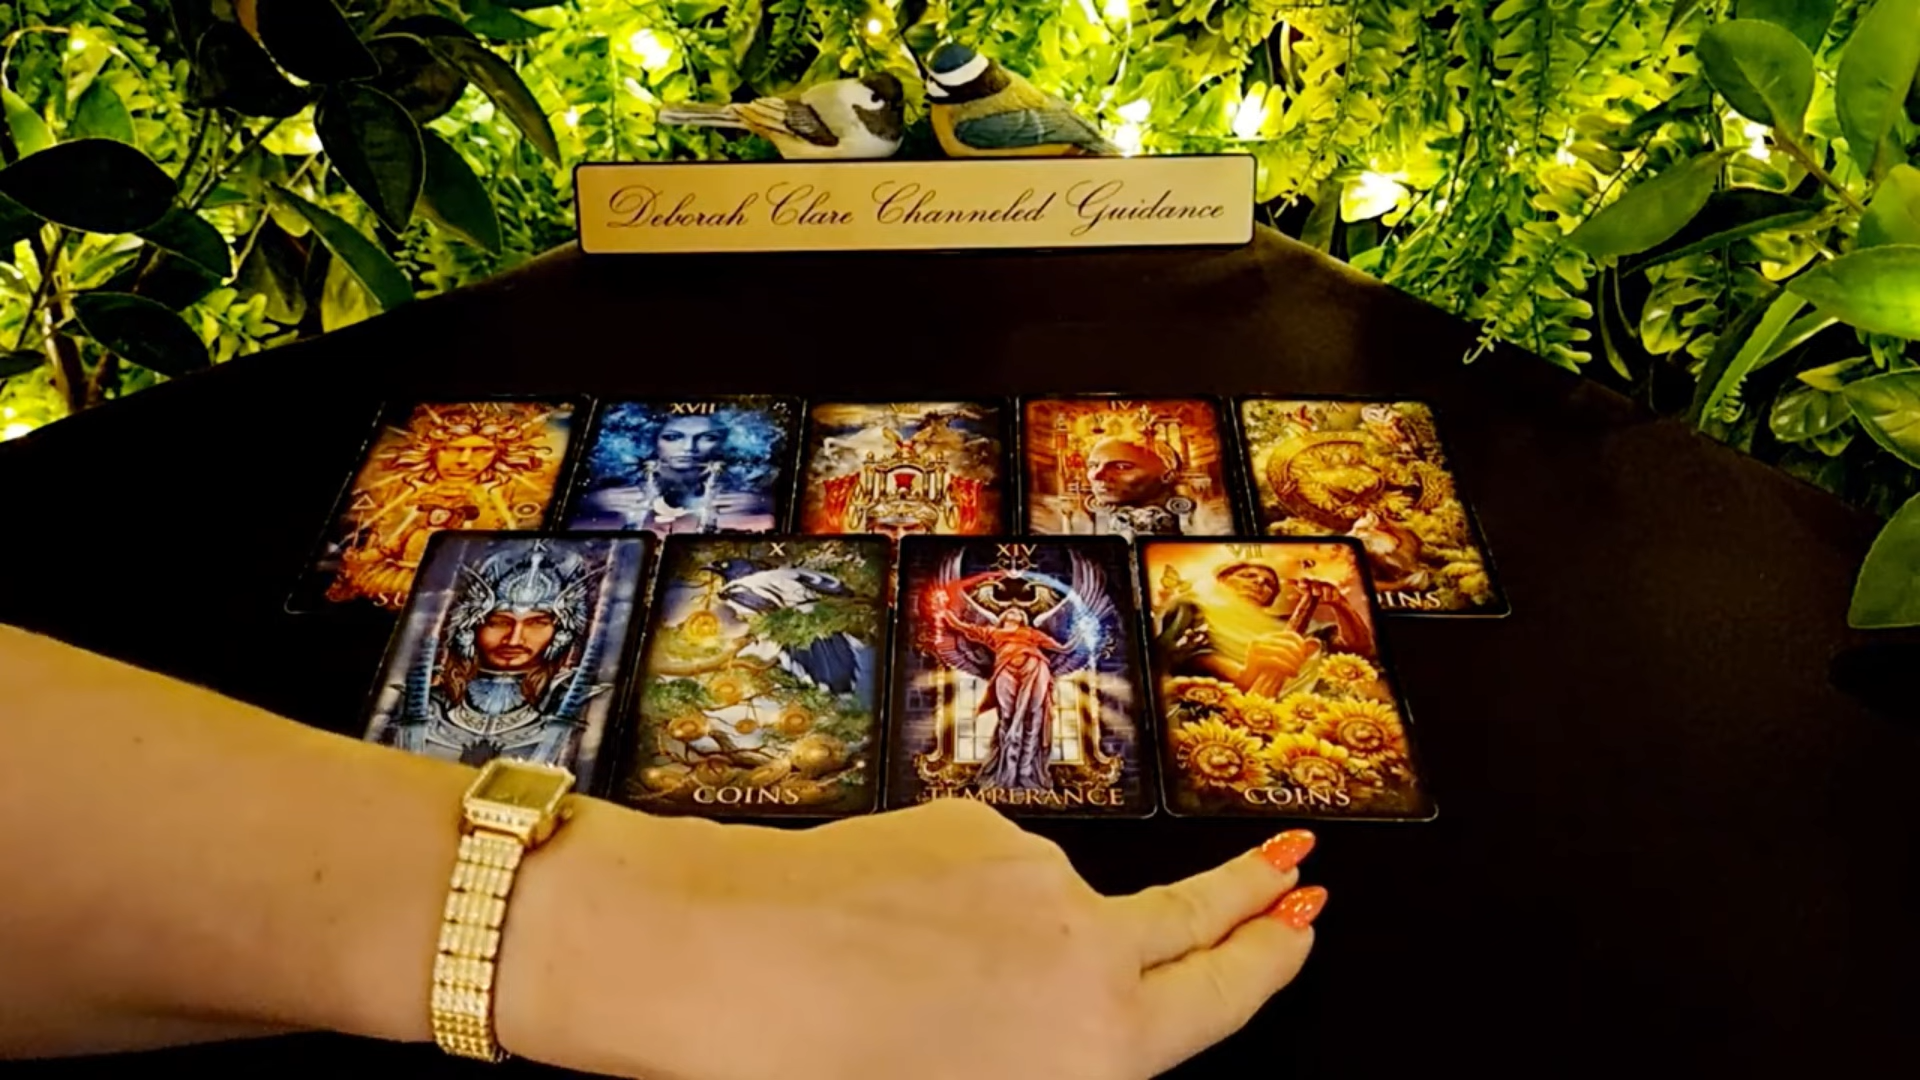 Deborah Clare Channeled Guidance
XVII
IV
A
K
X
XIV
VII
COINS
TEMPERANCE
COINS